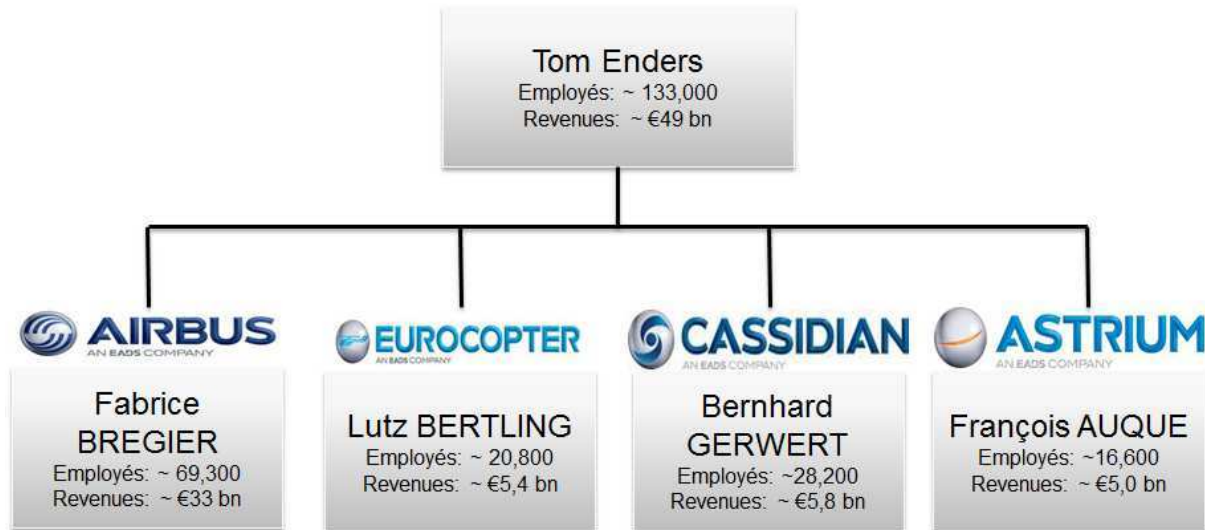 Tom Enders
Employés: ~ 133,000
Revenues: ~ €49 bn
AIRBUS
AN EADS COMPANY
Fabrice
BREGIER
Employés: ~ 69,300
Revenues: ~ €33 bn
EUROCOPTER
AN EADS COMPANY
Lutz BERTLING
Employés: ~ 20,800
Revenues: ~ €5,4 bn
CASSIDIAN
AN EADS COMPANY
Bernhard
GERWERT
Employés: ~28,200
Revenues: ~ €5,8 bn
ASTRIUM
AN EADS COMPANY
François AUQUE
Employés: ~16,600
Revenues: ~ €5,0 bn